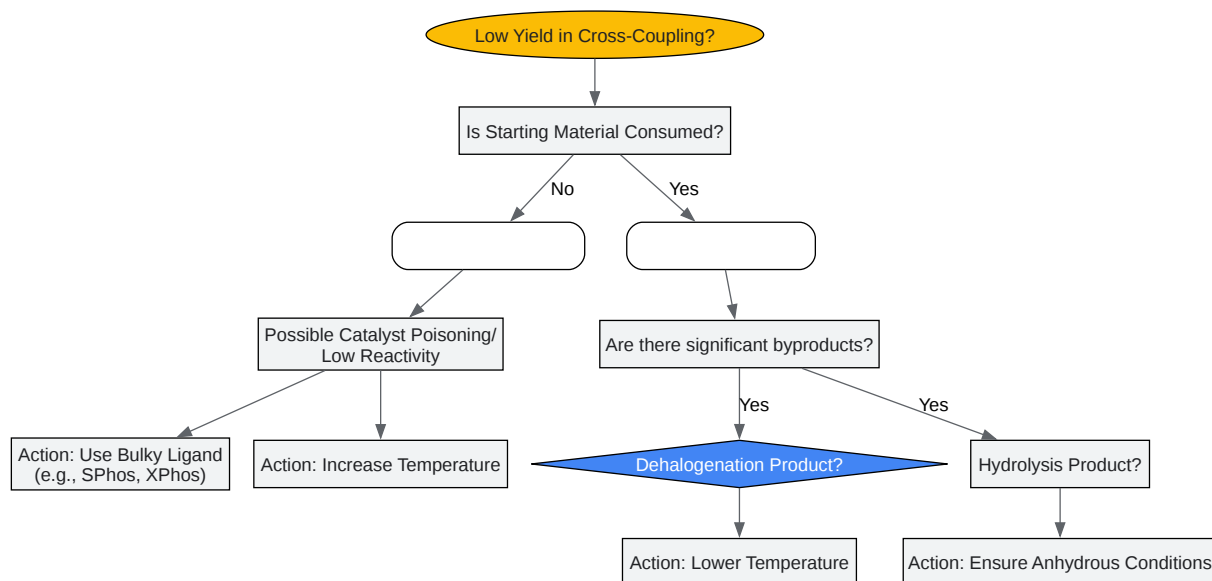 Low Yield in Cross-Coupling?
Is Starting Material Consumed?
No
Yes
Possible Catalyst Poisoning/
Low Reactivity
Are there significant byproducts?
Yes
Yes
Action: Use Bulky Ligand
(e.g., SPhos, XPhos)
Action: Increase Temperature
Dehalogenation Product?
Hydrolysis Product?
Action: Lower Temperature
Action: Ensure Anhydrous Conditions